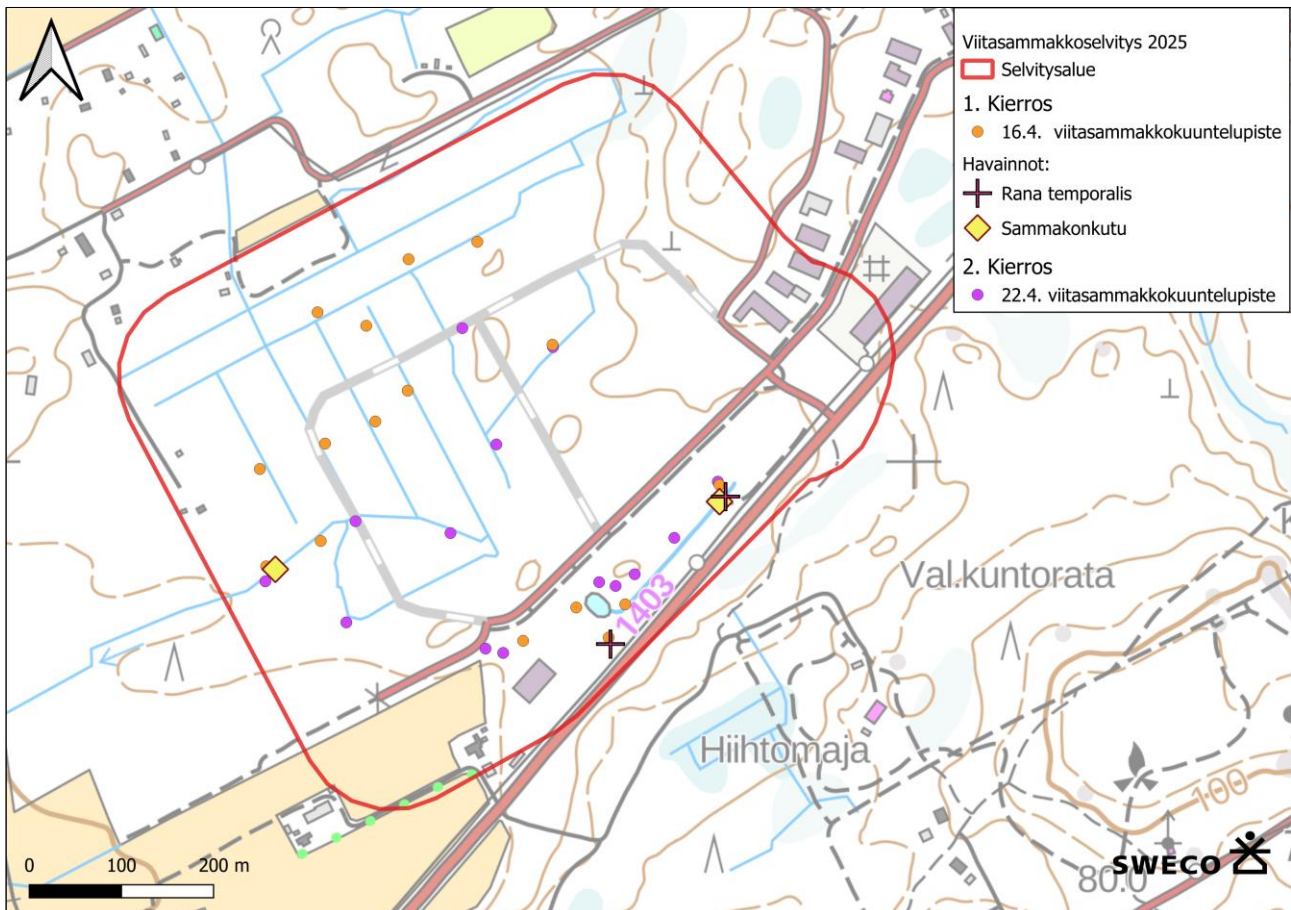 Viitasammakkoselvitys 2025
Selvitysalue
1. Kierros
16.4. viitasammakkokuuntelupiste
Havainnot:
Rana temporalis
Sammakonkutu
2. Kierros
22.4. viitasammakkokuuntelupiste
1403
Val.kuntorata
K
Hiihtomaja
100
80.0
0 100 200 m
SWECO